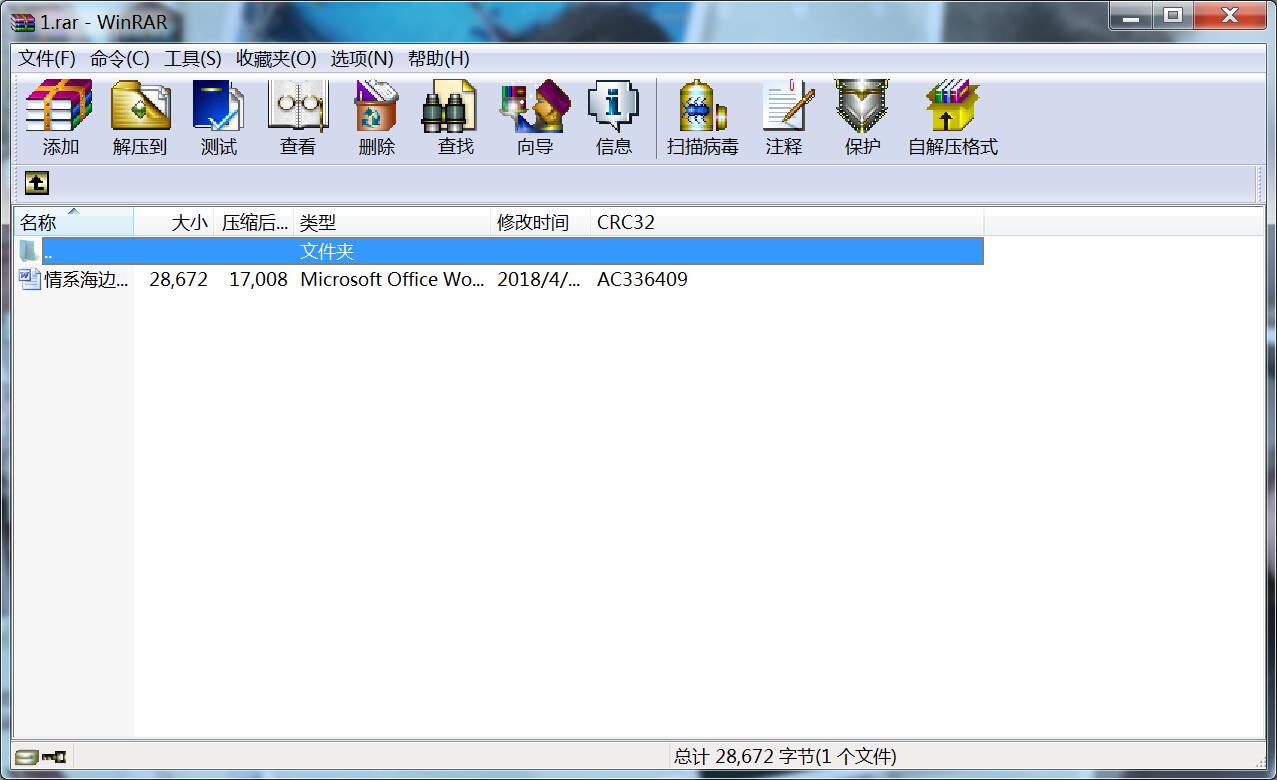 1.rar - WinRAR
文件(F) 命令(C) 工具(S) 收藏夹(O) 选项(N) 帮助(H)
添加 解压到 测试 查看 删除 查找 向导 信息 扫描病毒 注释 保护 自解压格式
名称 大小 压缩后... 类型 修改时间 CRC32
.. 文件夹
情系海边... 28,672 17,008 Microsoft Office Wo... 2018/4/... AC336409
总计 28,672 字节(1 个文件)